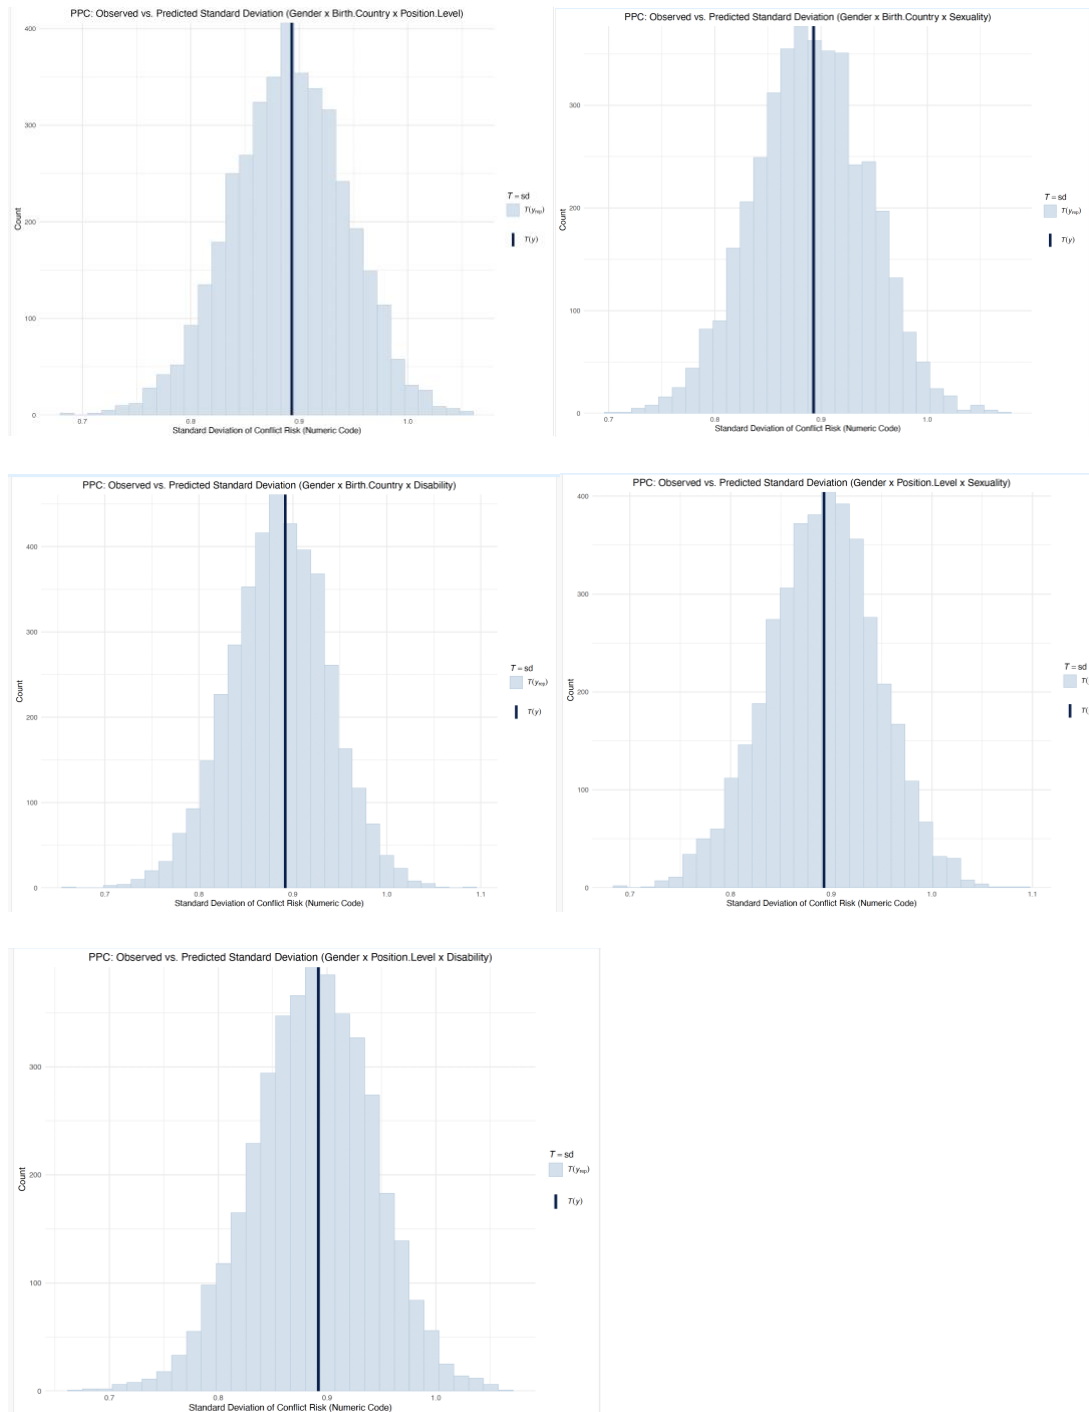 PPC: Observed vs. Predicted Standard Deviation (Gender x Birth.Country x Position.Level)
400
300
200
100
0
Count
0.7
0.8
0.9
1.0
Standard Deviation of Conflict Risk (Numeric Code)
T = sd
T(yrep)
T(y)
PPC: Observed vs. Predicted Standard Deviation (Gender x Birth.Country x Sexuality)
300
200
100
0
Count
0.7
0.8
0.9
1.0
Standard Deviation of Conflict Risk (Numeric Code)
T = sd
T(yrep)
T(y)
PPC: Observed vs. Predicted Standard Deviation (Gender x Birth.Country x Disability)
400
300
200
100
0
Count
0.7
0.8
0.9
1.0
1.1
Standard Deviation of Conflict Risk (Numeric Code)
T = sd
T(yrep)
T(y)
PPC: Observed vs. Predicted Standard Deviation (Gender x Position.Level x Sexuality)
400
300
200
100
0
Count
0.7
0.8
0.9
1.0
1.1
Standard Deviation of Conflict Risk (Numeric Code)
T = sd
T(
T(
PPC: Observed vs. Predicted Standard Deviation (Gender x Position.Level x Disability)
300
200
100
0
Count
0.7
0.8
0.9
1.0
Standard Deviation of Conflict Risk (Numeric Code)
T = sd
T(yrep)
T(y)